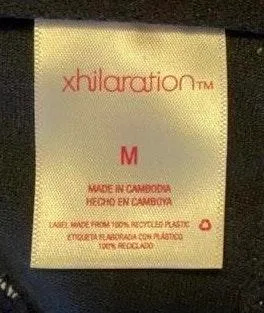 xhilaration™
M
MADE IN CAMBODIA
HECHO EN CAMBOYA
LABEL MADE FROM 100% RECYCLED PLASTIC
ETIQUETA ELABORADA CON PLÁSTICO
100% RECICLADO